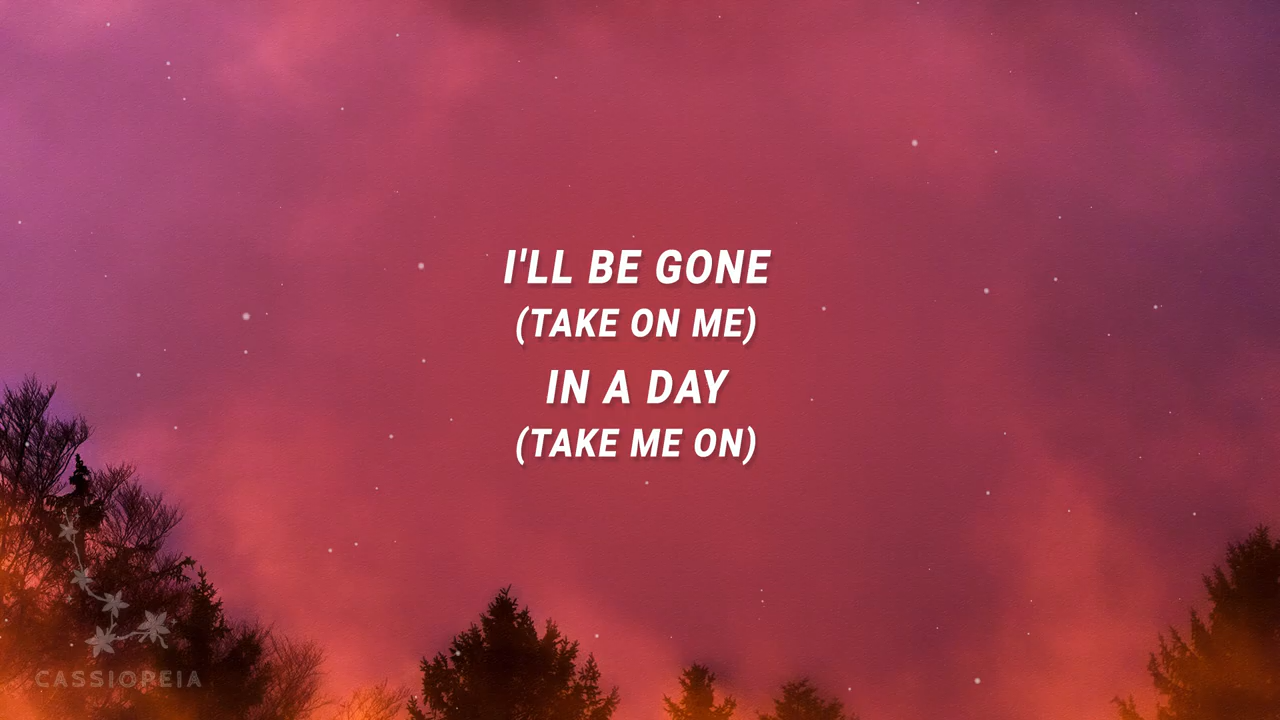 I'LL BE GONE
(TAKE ON ME)
IN A DAY
(TAKE ME ON)
CASSIOPEIA